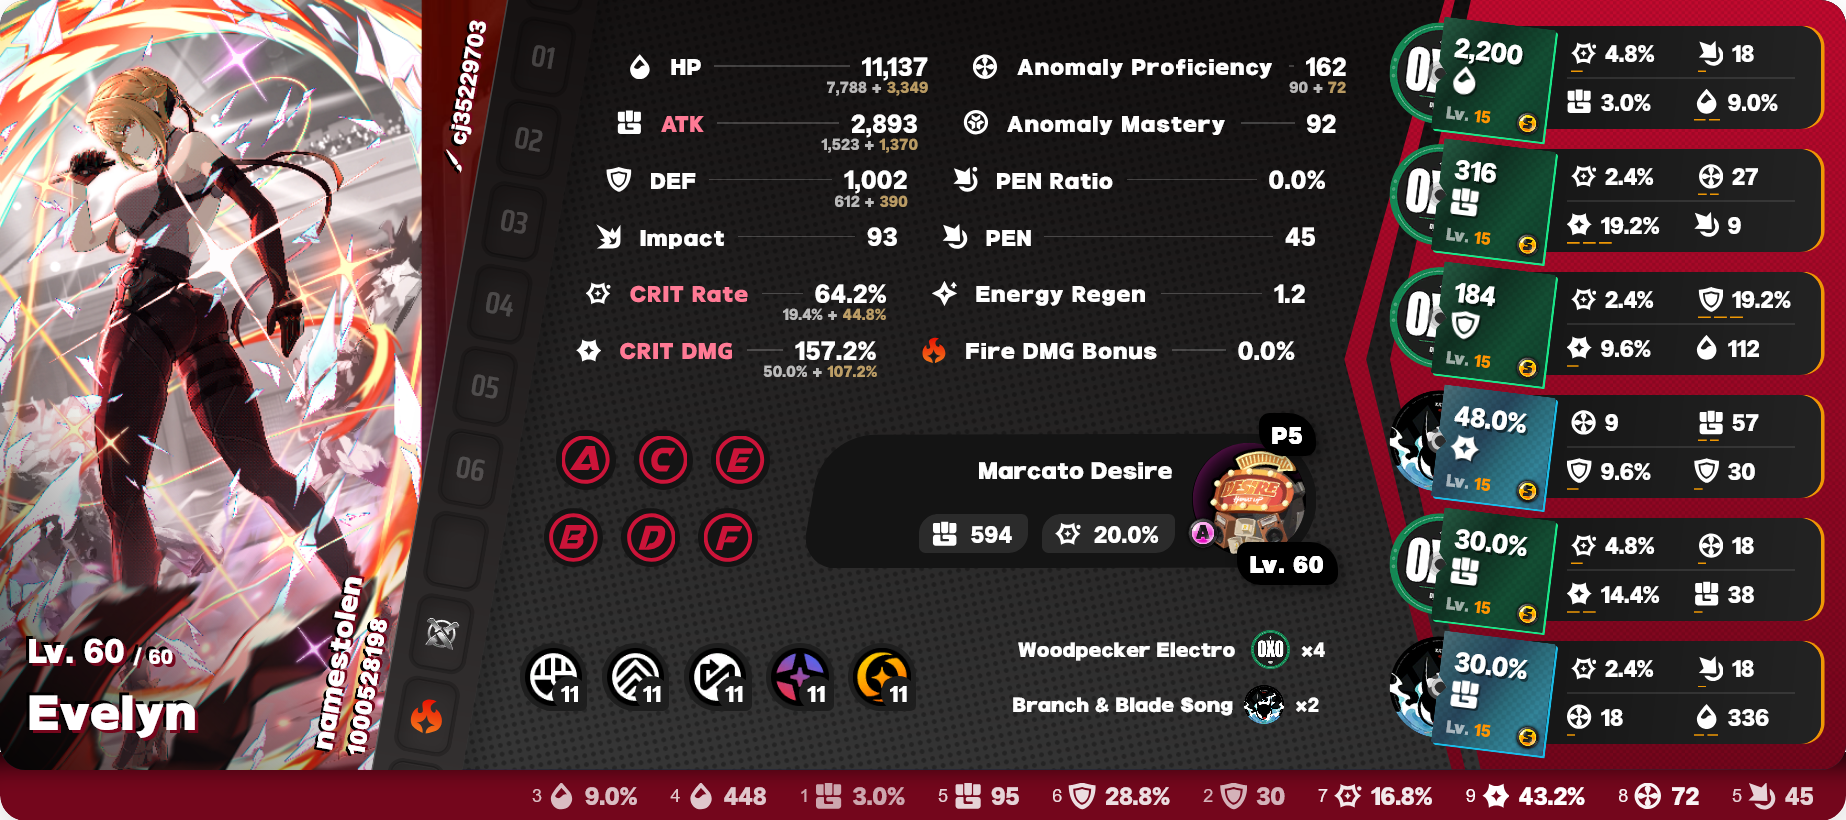 cj35229703
01
02
03
04
05
06
Lv. 60 / 60
Evelyn
namestolen
1000528198
HP 11,137
7,788 + 3,349
ATK 2,893
1,523 + 1,370
DEF 1,002
612 + 390
Impact 93
CRIT Rate 64.2%
19.4% + 44.8%
CRIT DMG 157.2%
50.0% + 107.2%
Anomaly Proficiency 162
90 + 72
Anomaly Mastery 92
PEN Ratio 0.0%
PEN 45
Energy Regen 1.2
Fire DMG Bonus 0.0%
A C E
B D F
P5
Marcato Desire
DESIRE
594 20.0%
A
Lv. 60
11 11 11 11 11
Woodpecker Electro OXO ×4
Branch & Blade Song ×2
2,200
Lv. 15
S
4.8% 18
3.0% 9.0%
316
Lv. 15
S
2.4% 27
19.2% 9
184
Lv. 15
S
2.4% 19.2%
9.6% 112
48.0%
Lv. 15
S
9 57
9.6% 30
30.0%
Lv. 15
S
4.8% 18
14.4% 38
30.0%
Lv. 15
S
2.4% 18
18 336
3 9.0% 4 448 1 3.0% 5 95 6 28.8% 2 30 7 16.8% 9 43.2% 8 72 5 45